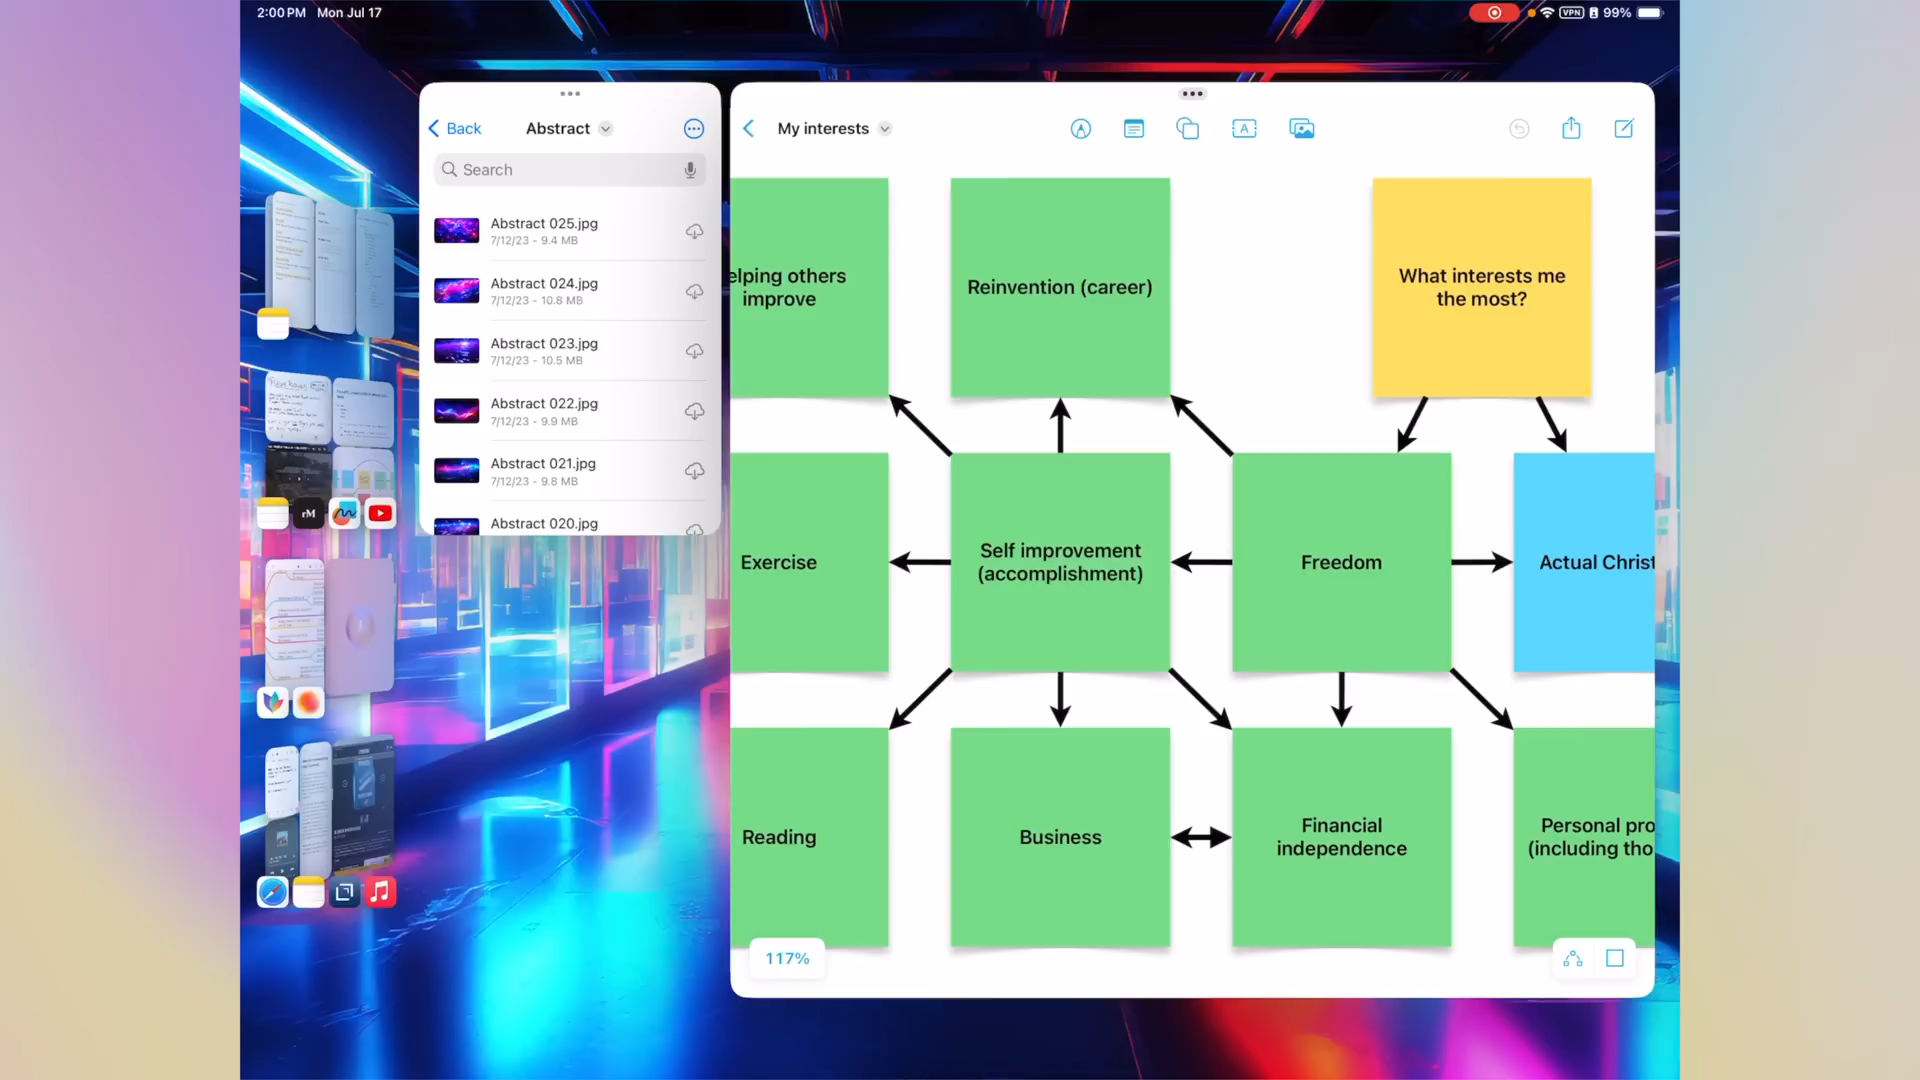 2:00 PM Mon Jul 17
VPN
99%
Back
Abstract
Search
Abstract 025.jpg
7/12/23 - 9.4 MB
Abstract 024.jpg
7/12/23 - 10.8 MB
Abstract 023.jpg
7/12/23 - 10.5 MB
Abstract 022.jpg
7/12/23 - 9.9 MB
Abstract 021.jpg
7/12/23 - 9.8 MB
Abstract 020.jpg
rM
My interests
A
elping others
improve
Reinvention (career)
What interests me
the most?
Exercise
Self improvement
(accomplishment)
Freedom
Actual Christ
Reading
Business
Financial
independence
Personal pro
(including tho
117%